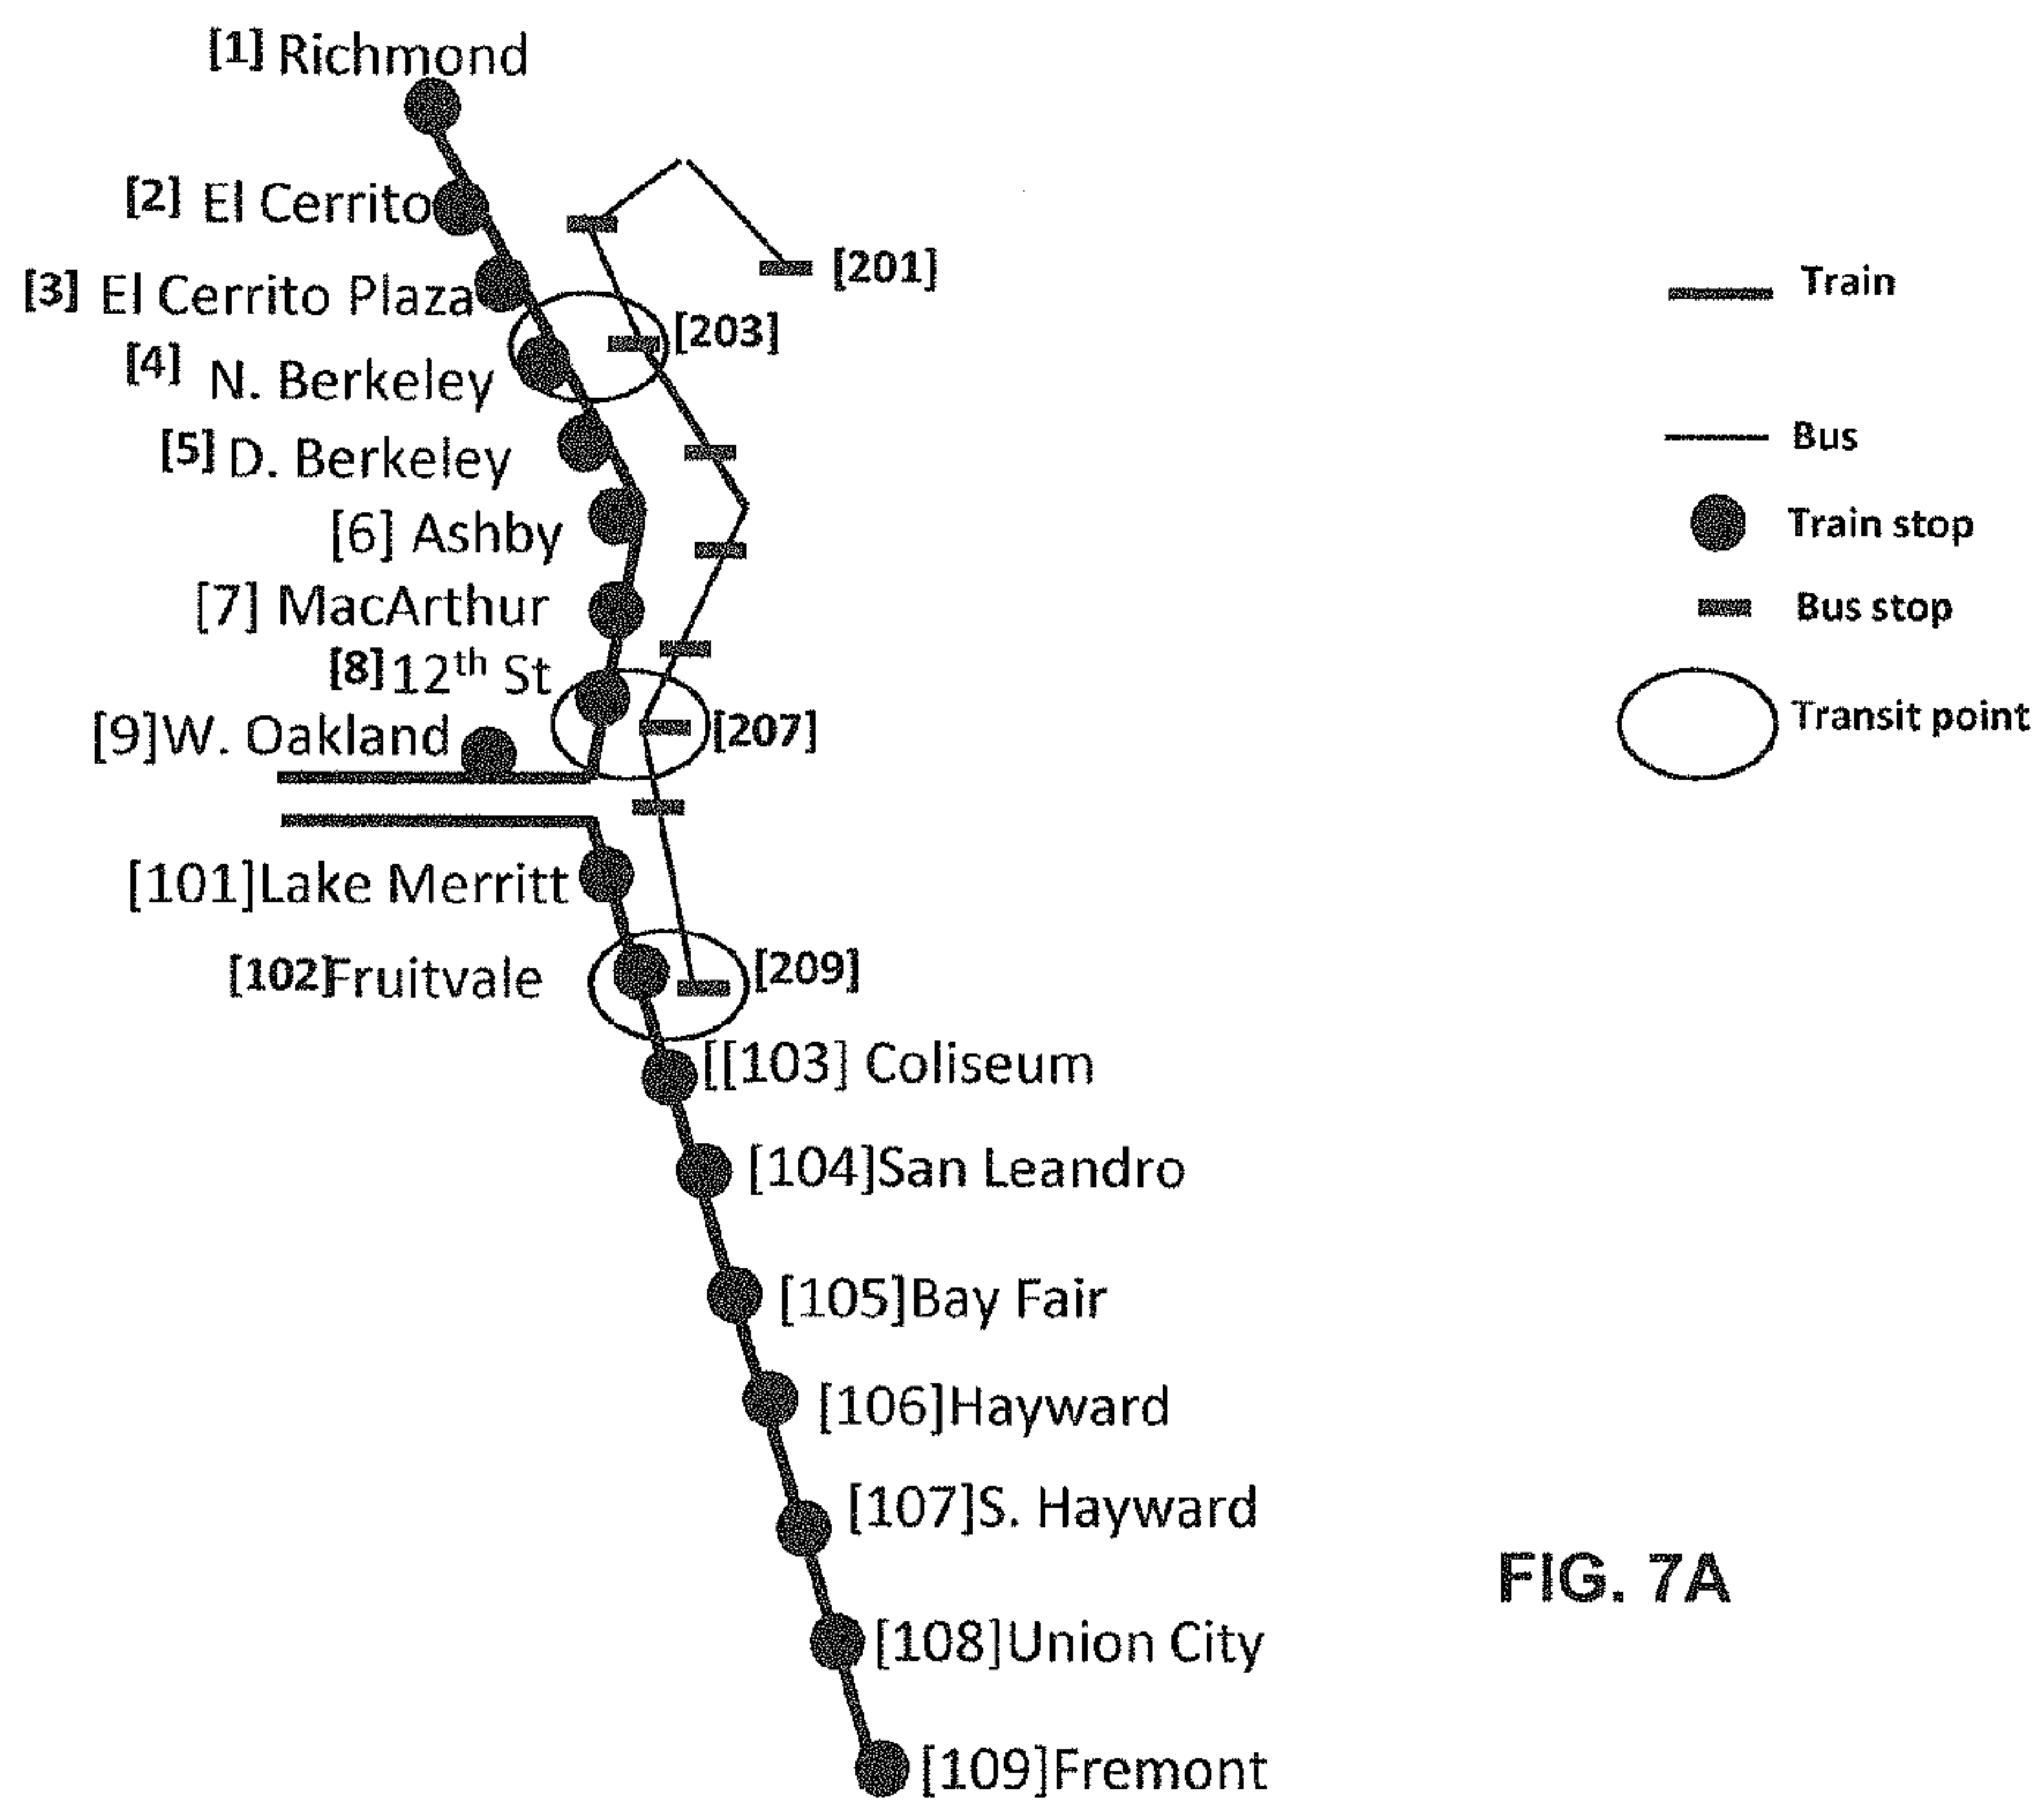 [1] Richmond
[2] El Cerrito
[201]
[3] El Cerrito Plaza
[203]
[4] N. Berkeley
[5] D. Berkeley
[6] Ashby
[7] MacArthur
[8] 12th St
[9]W. Oakland
[207]
[101]Lake Merritt
[102]Fruitvale
[209]
[[103] Coliseum
[104]San Leandro
[105]Bay Fair
[106]Hayward
[107]S. Hayward
[108]Union City
[109]Fremont
Train
Bus
Train stop
Bus stop
Transit point
FIG. 7A